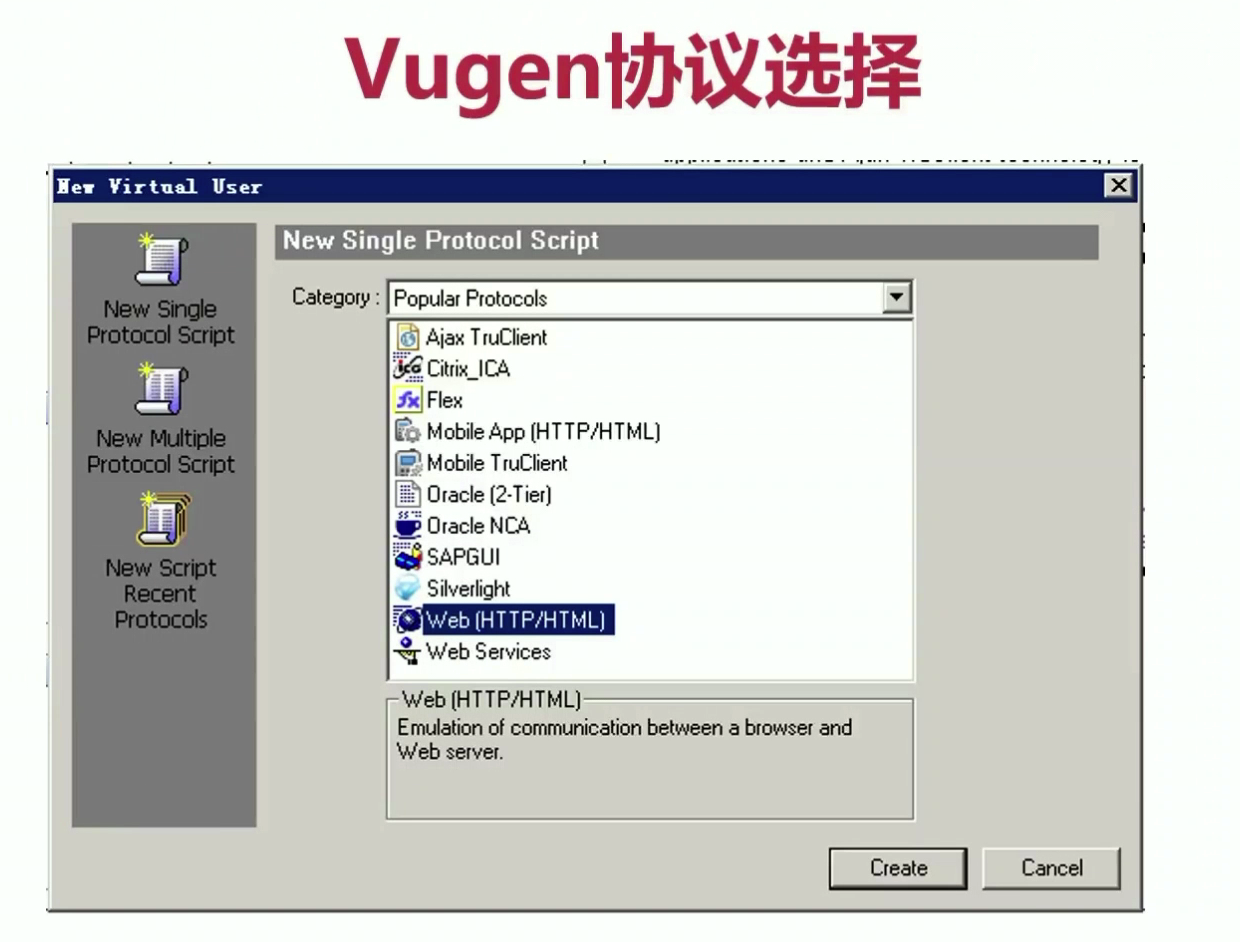 Vugen协议选择
New Virtual User
New Single
Protocol Script
New Multiple
Protocol Script
New Script
Recent
Protocols
New Single Protocol Script
Category : Popular Protocols
Ajax TruClient
Citrix_ICA
Flex
Mobile App (HTTP/HTML)
Mobile TruClient
Oracle (2-Tier)
Oracle NCA
SAPGUI
Silverlight
Web (HTTP/HTML)
Web Services
Web (HTTP/HTML)
Emulation of communication between a browser and
Web server.
Create Cancel